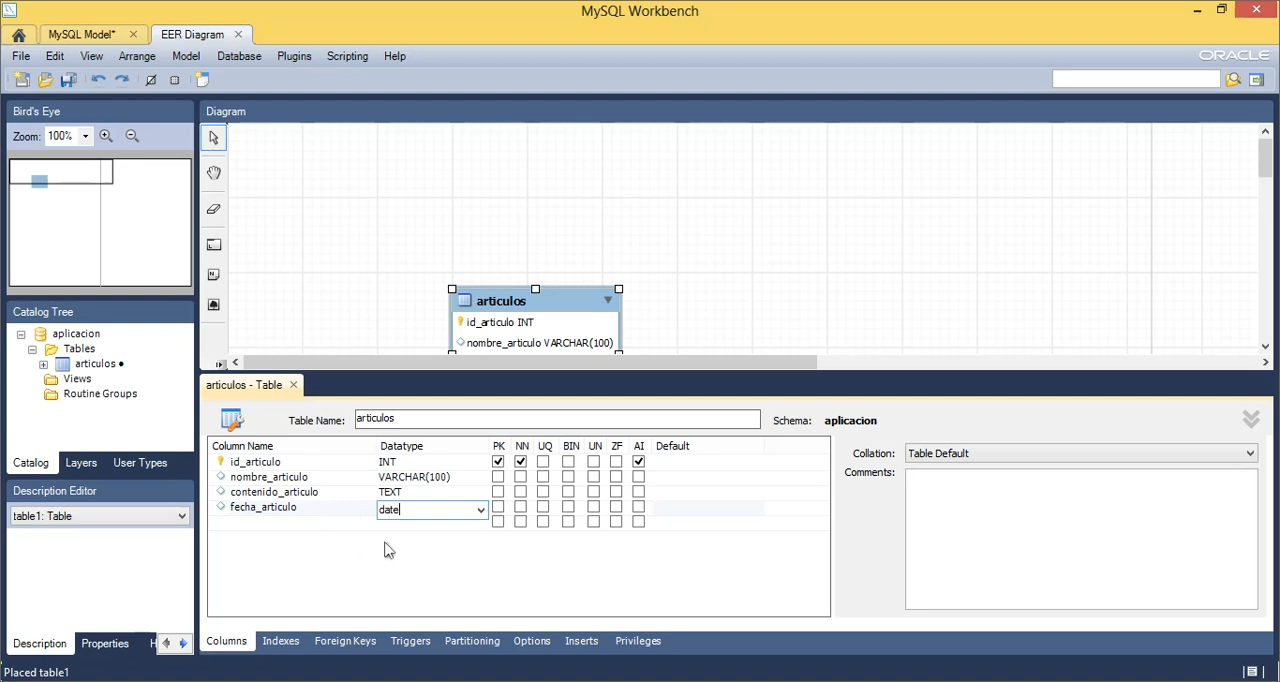 MySQL Workbench
MySQL Model*
EER Diagram
File Edit View Arrange Model Database Plugins Scripting Help
ORACLE
Bird's Eye
Zoom: 100%
Diagram
articulos
id_articulo INT
nombre_articulo VARCHAR(100)
Catalog Tree
aplicacion
Tables
articulos •
Views
Routine Groups
Catalog Layers User Types
Description Editor
table1: Table
Description Properties H
articulos - Table
Table Name: articulos Schema: aplicacion
Column Name Datatype PK NN UQ BIN UN ZF AI Default
id_articulo INT
nombre_articulo VARCHAR(100)
contenido_articulo TEXT
fecha_articulo date
Collation: Table Default
Comments:
Columns Indexes Foreign Keys Triggers Partitioning Options Inserts Privileges
Placed table1